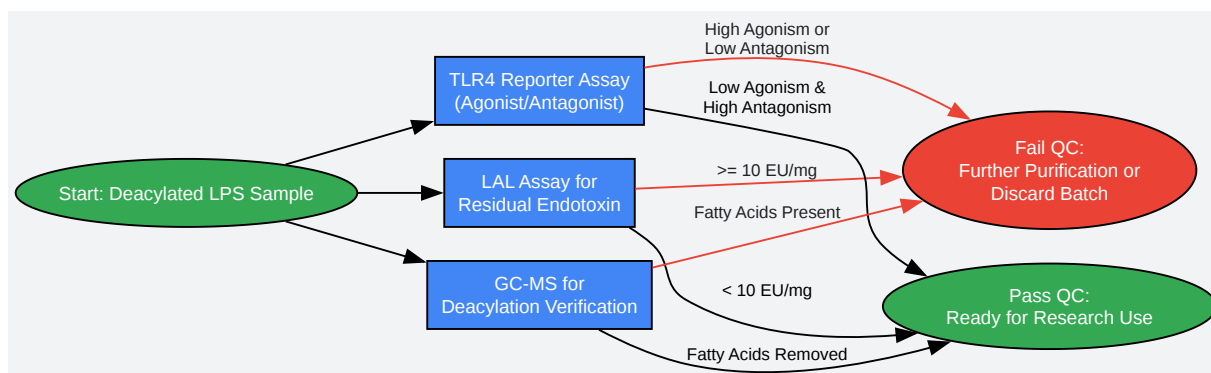 High Agonism or
Low Antagonism
TLR4 Reporter Assay
(Agonist/Antagonist)
Low Agonism &
High Antagonism
Fail QC:
Further Purification or
Discard Batch
Start: Deacylated LPS Sample
LAL Assay for
Residual Endotoxin
>= 10 EU/mg
Fatty Acids Present
GC-MS for
Deacylation Verification
< 10 EU/mg
Pass QC:
Ready for Research Use
Fatty Acids Removed